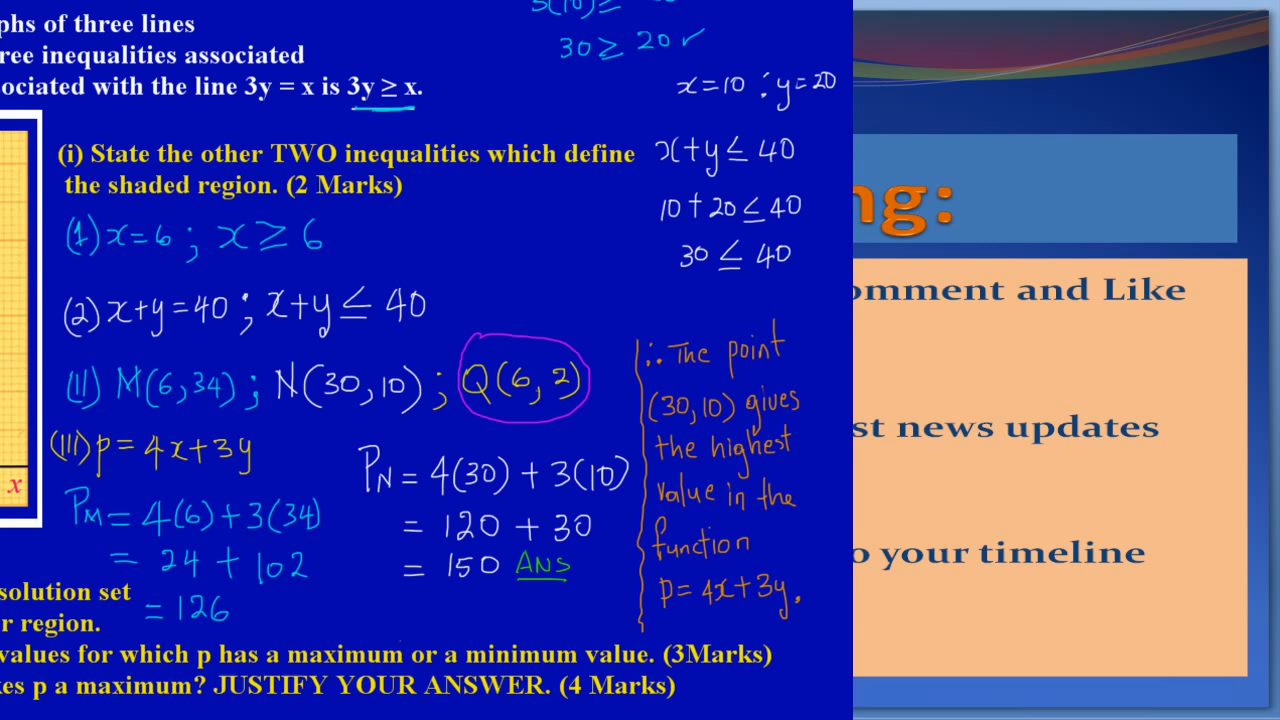 phs of three lines
ree inequalities associated
ociated with the line 3y = x is 3y ≥ x.
30 ≥ 20 ✓
x=10 ; y=20
(i) State the other TWO inequalities which define
the shaded region. (2 Marks)
x+y ≤ 40
10 + 20 ≤ 40
30 ≤ 40
(1) x=6 ; x ≥ 6
(2) x+y=40 ; x+y ≤ 40
(II) M(6,34) ; N(30,10) ; Q(6,2)
(III) p = 4x+3y
P_M = 4(6)+3(34)
= 24 + 102
= 126
P_N = 4(30) + 3(10)
= 120 + 30
= 150 ANS
∴ The point
(30,10) gives
the highest
value in the
function
p = 4x+3y.
x
solution set
r region.
values for which p has a maximum or a minimum value. (3Marks)
es p a maximum? JUSTIFY YOUR ANSWER. (4 Marks)
ng:
omment and Like
st news updates
o your timeline